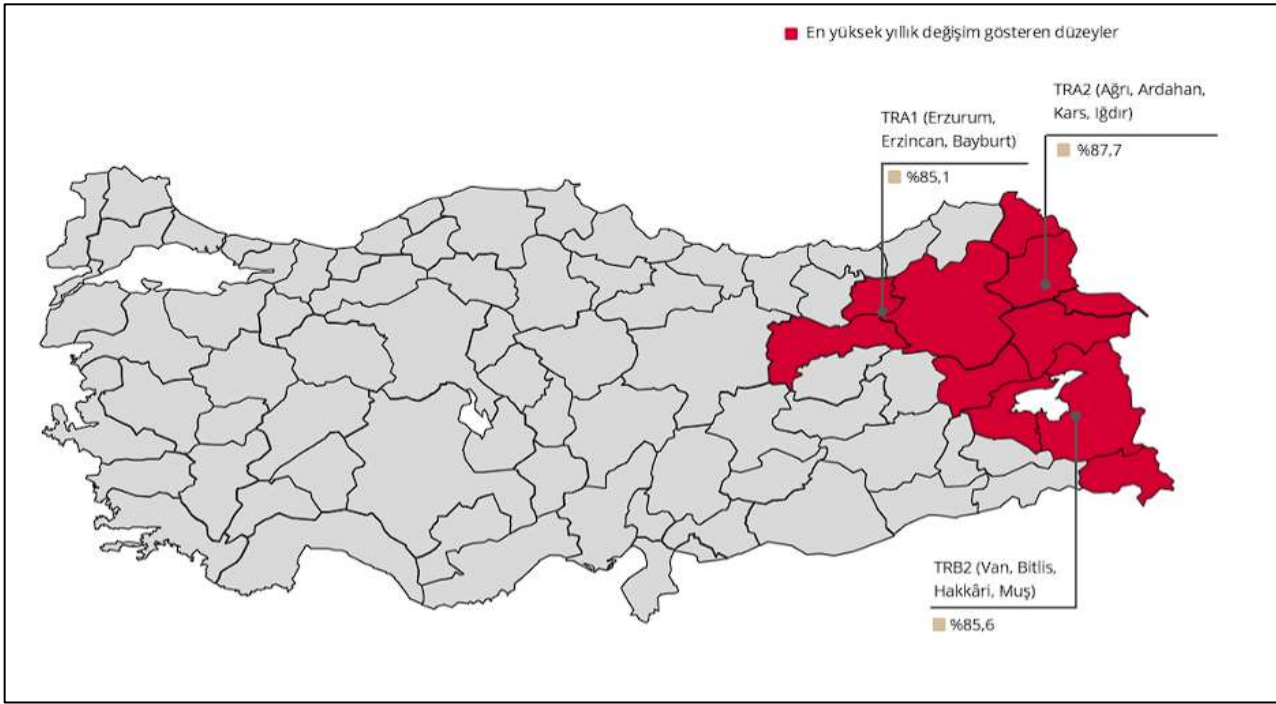 En yüksek yıllık değişim gösteren düzeyler
TRA2 (Ağrı, Ardahan,
Kars, Iğdır)
%87,7
TRA1 (Erzurum,
Erzincan, Bayburt)
%85,1
TRB2 (Van, Bitlis,
Hakkâri, Muş)
%85,6